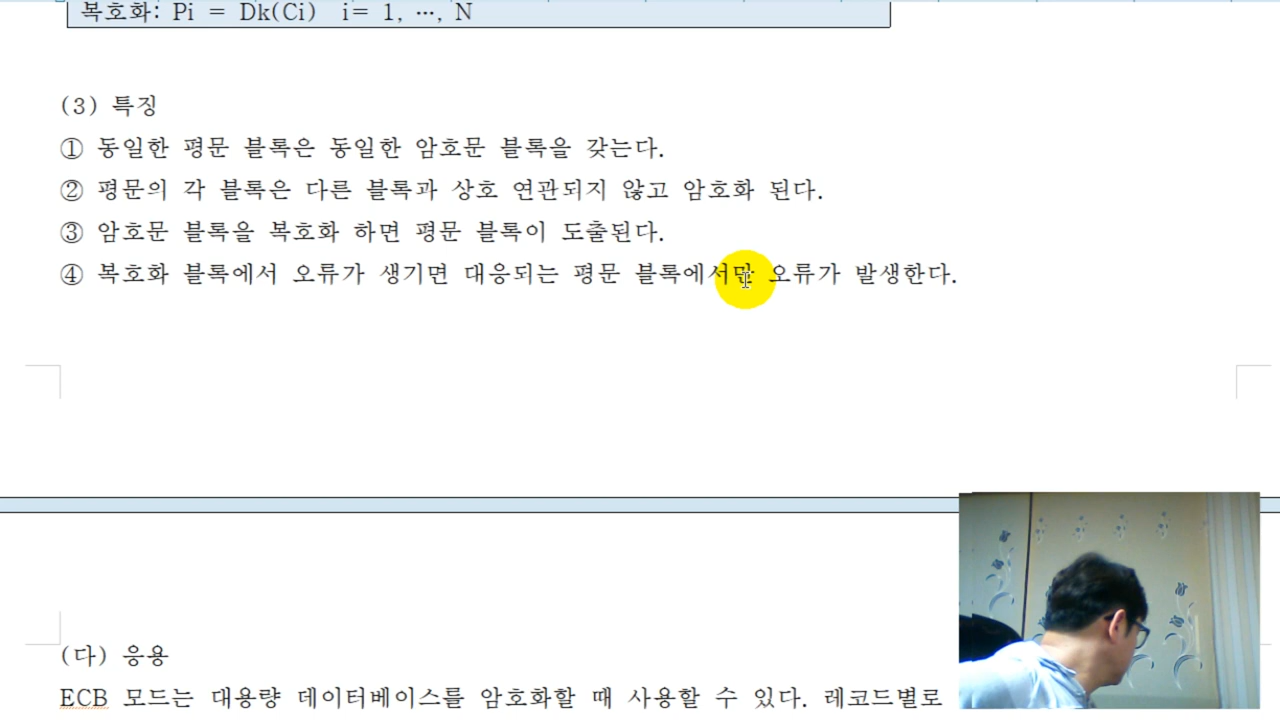 복호화: Pi = Dk(Ci) i= 1, …, N
(3) 특징
① 동일한 평문 블록은 동일한 암호문 블록을 갖는다.
② 평문의 각 블록은 다른 블록과 상호 연관되지 않고 암호화 된다.
③ 암호문 블록을 복호화 하면 평문 블록이 도출된다.
④ 복호화 블록에서 오류가 생기면 대응되는 평문 블록에서만 오류가 발생한다.
(다) 응용
ECB 모드는 대용량 데이터베이스를 암호화할 때 사용할 수 있다. 레코드별로